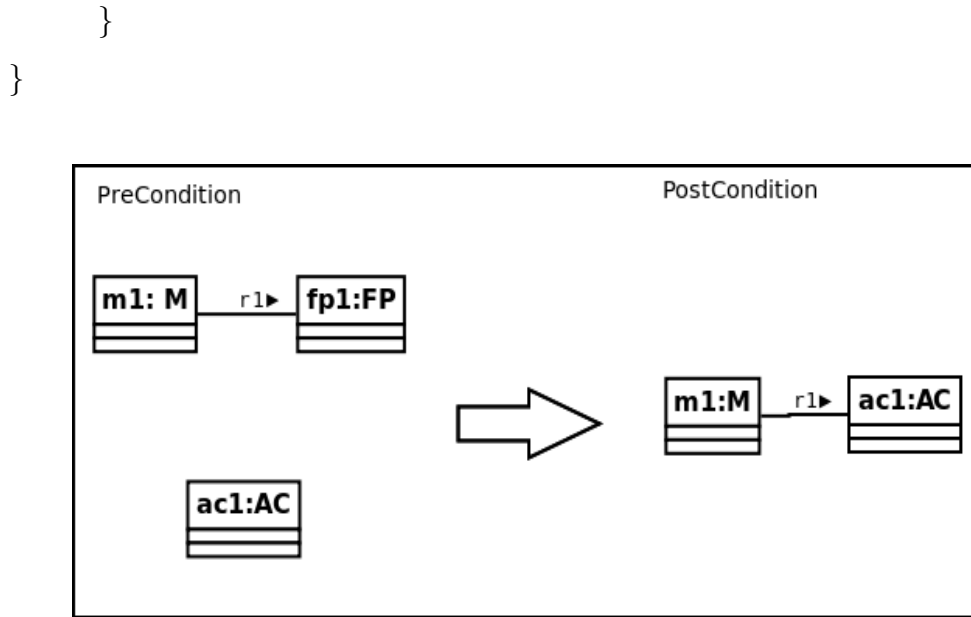 }
}
PreCondition
PostCondition
m1: M
r1▶
fp1:FP
m1:M
r1▶
ac1:AC
ac1:AC